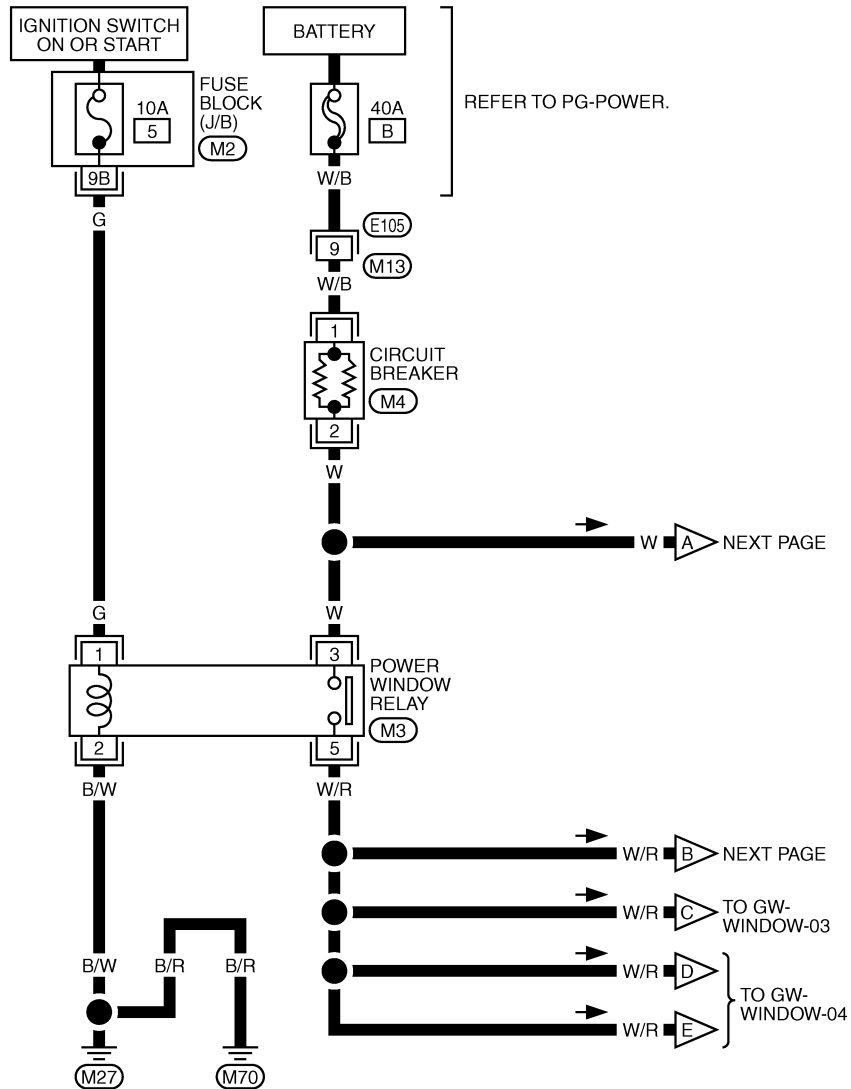 IGNITION SWITCH
ON OR START
BATTERY
FUSE
BLOCK
(J/B)
M2
10A
5
9B
40A
B
REFER TO PG-POWER.
G
W/B
E105
9
M13
W/B
1
CIRCUIT
BREAKER
M4
2
W
W
A
NEXT PAGE
G
W
1
3
POWER
WINDOW
RELAY
M3
2
5
B/W
W/R
W/R
B
NEXT PAGE
W/R
C
TO GW-
WINDOW-03
B/W
B/R
B/R
W/R
D
TO GW-
WINDOW-04
W/R
E
M27
M70